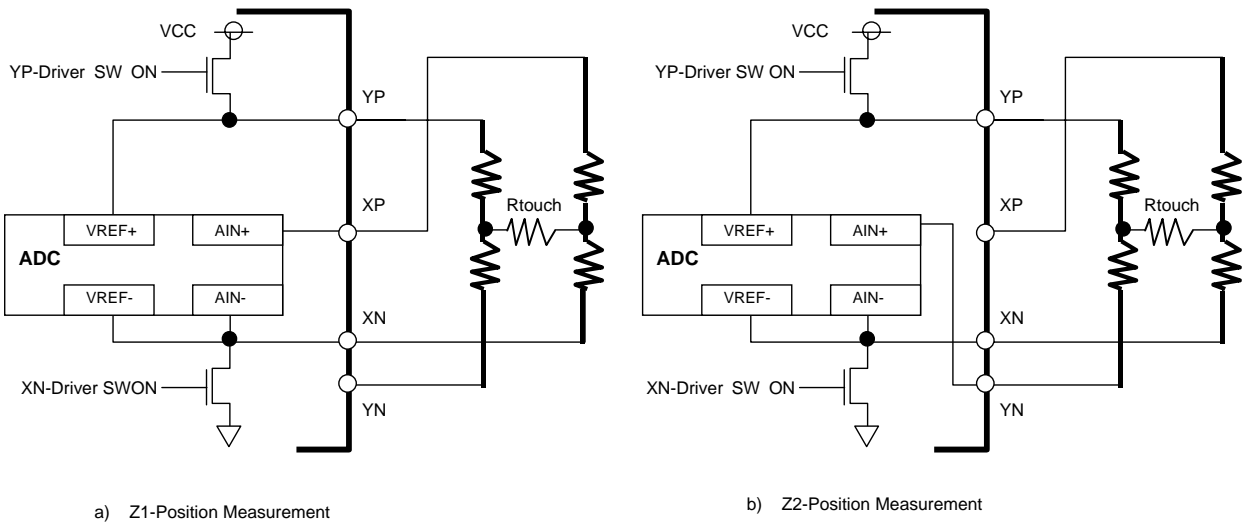 VCC
YP-Driver SW ON
YP
XP
VREF+
AIN+
Rtouch
ADC
VREF-
AIN-
XN
XN-Driver SWON
YN
a) Z1-Position Measurement
VCC
YP-Driver SW ON
YP
XP
VREF+
AIN+
Rtouch
ADC
VREF-
AIN-
XN
XN-Driver SW ON
YN
b) Z2-Position Measurement